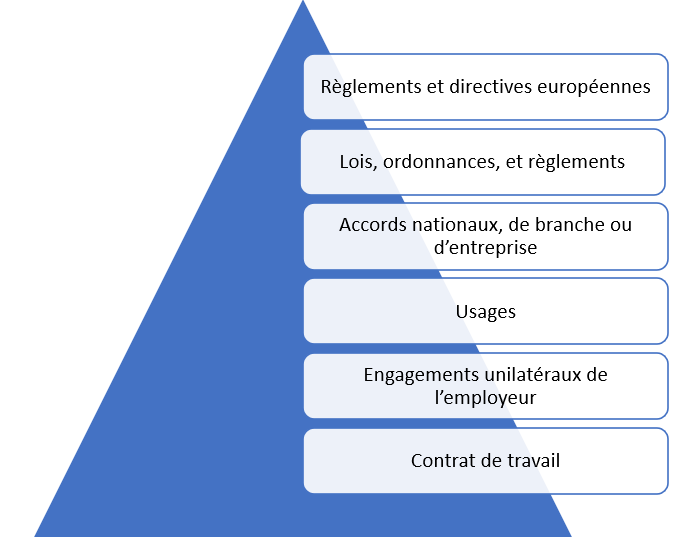 Règlements et directives européennes
Lois, ordonnances, et règlements
Accords nationaux, de branche ou
d’entreprise
Usages
Engagements unilatéraux de
l’employeur
Contrat de travail